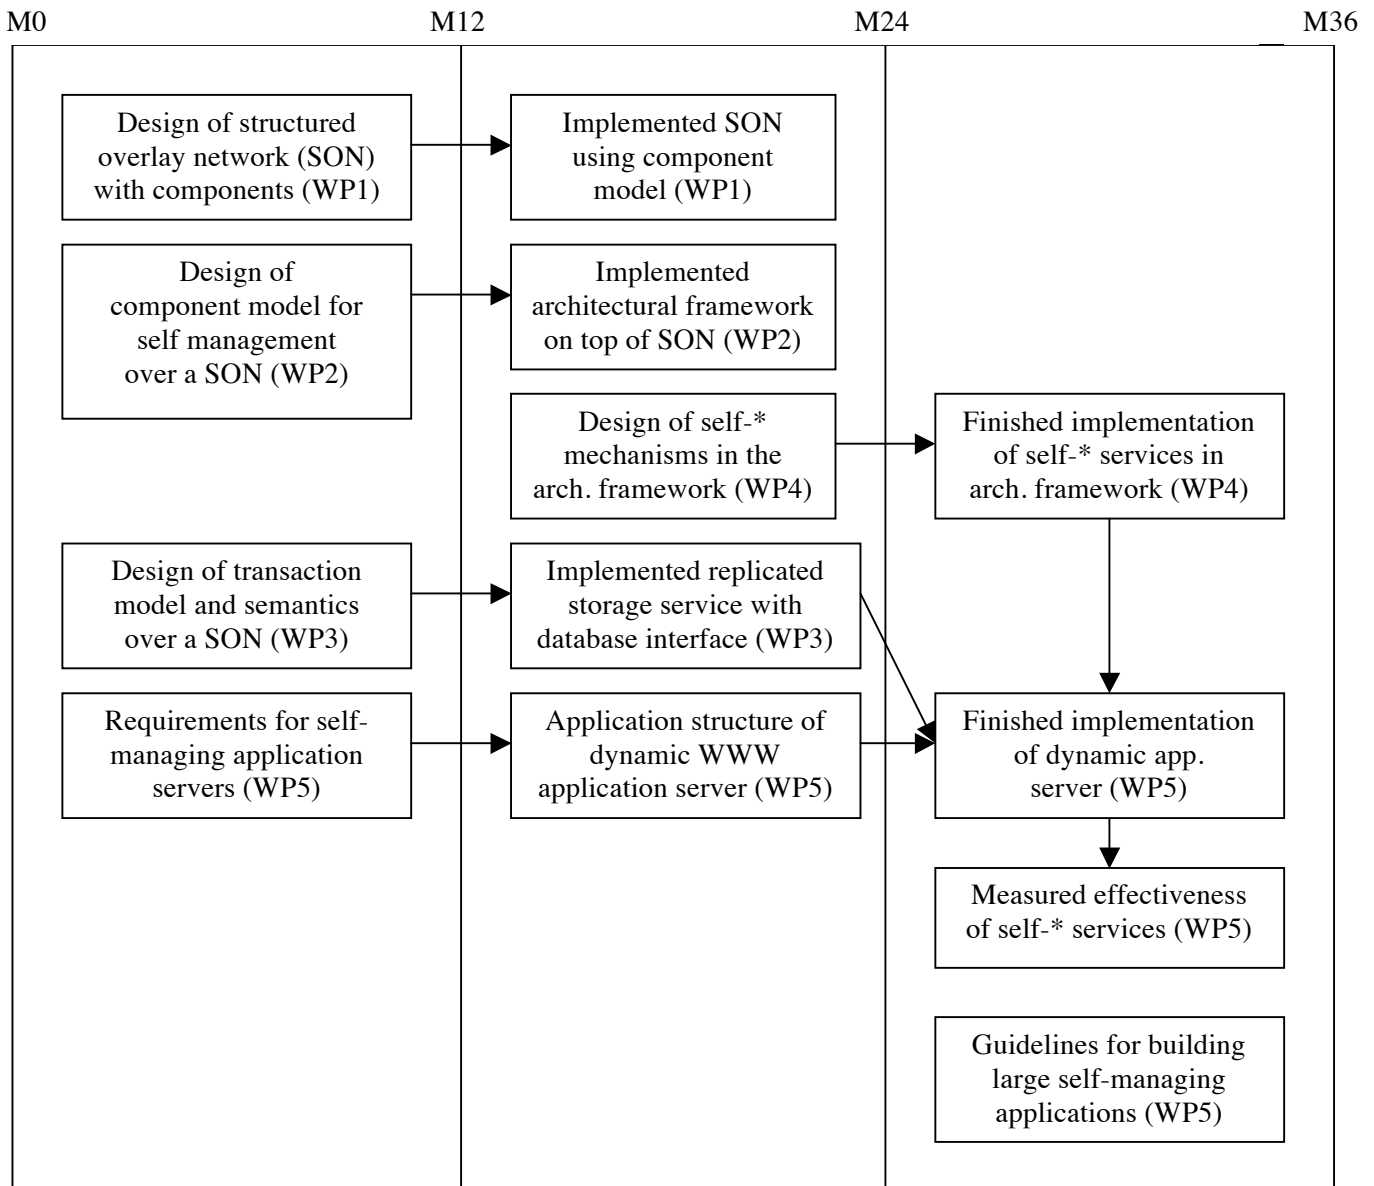 M0
M12
M24
M36
Design of structured
overlay network (SON)
with components (WP1)
Implemented SON
using component
model (WP1)
Design of
component model for
self management
over a SON (WP2)
Implemented
architectural framework
on top of SON (WP2)
Design of self-*
mechanisms in the
arch. framework (WP4)
Finished implementation
of self-* services in
arch. framework (WP4)
Design of transaction
model and semantics
over a SON (WP3)
Implemented replicated
storage service with
database interface (WP3)
Requirements for self-
managing application
servers (WP5)
Application structure of
dynamic WWW
application server (WP5)
Finished implementation
of dynamic app.
server (WP5)
Measured effectiveness
of self-* services (WP5)
Guidelines for building
large self-managing
applications (WP5)